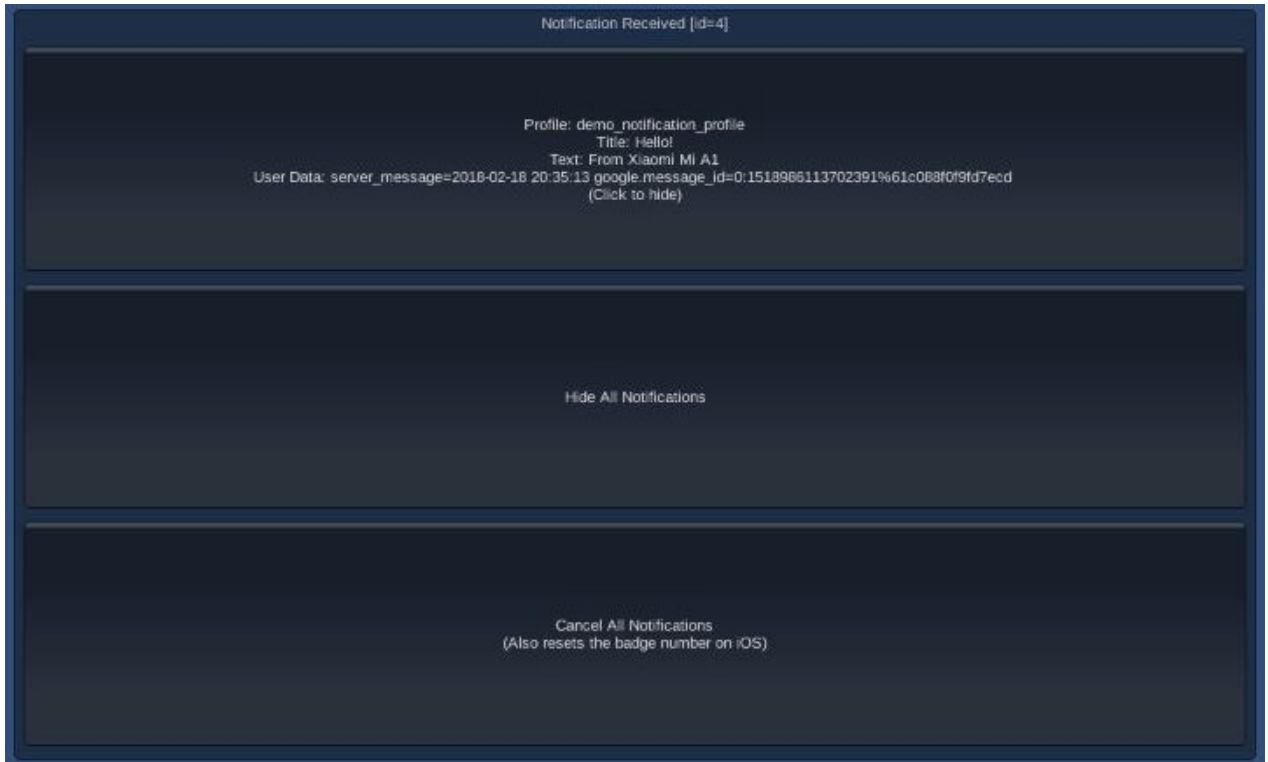 Notification Received [id=4]
Profile: demo_notification_profile
Title: Hello!
Text: From Xiaomi Mi A1
User Data: server_message=2018-02-18 20:35:13 google.message_id=0:1518986113702391%61c088f0f9fd7ecd
(Click to hide)
Hide All Notifications
Cancel All Notifications
(Also resets the badge number on iOS)